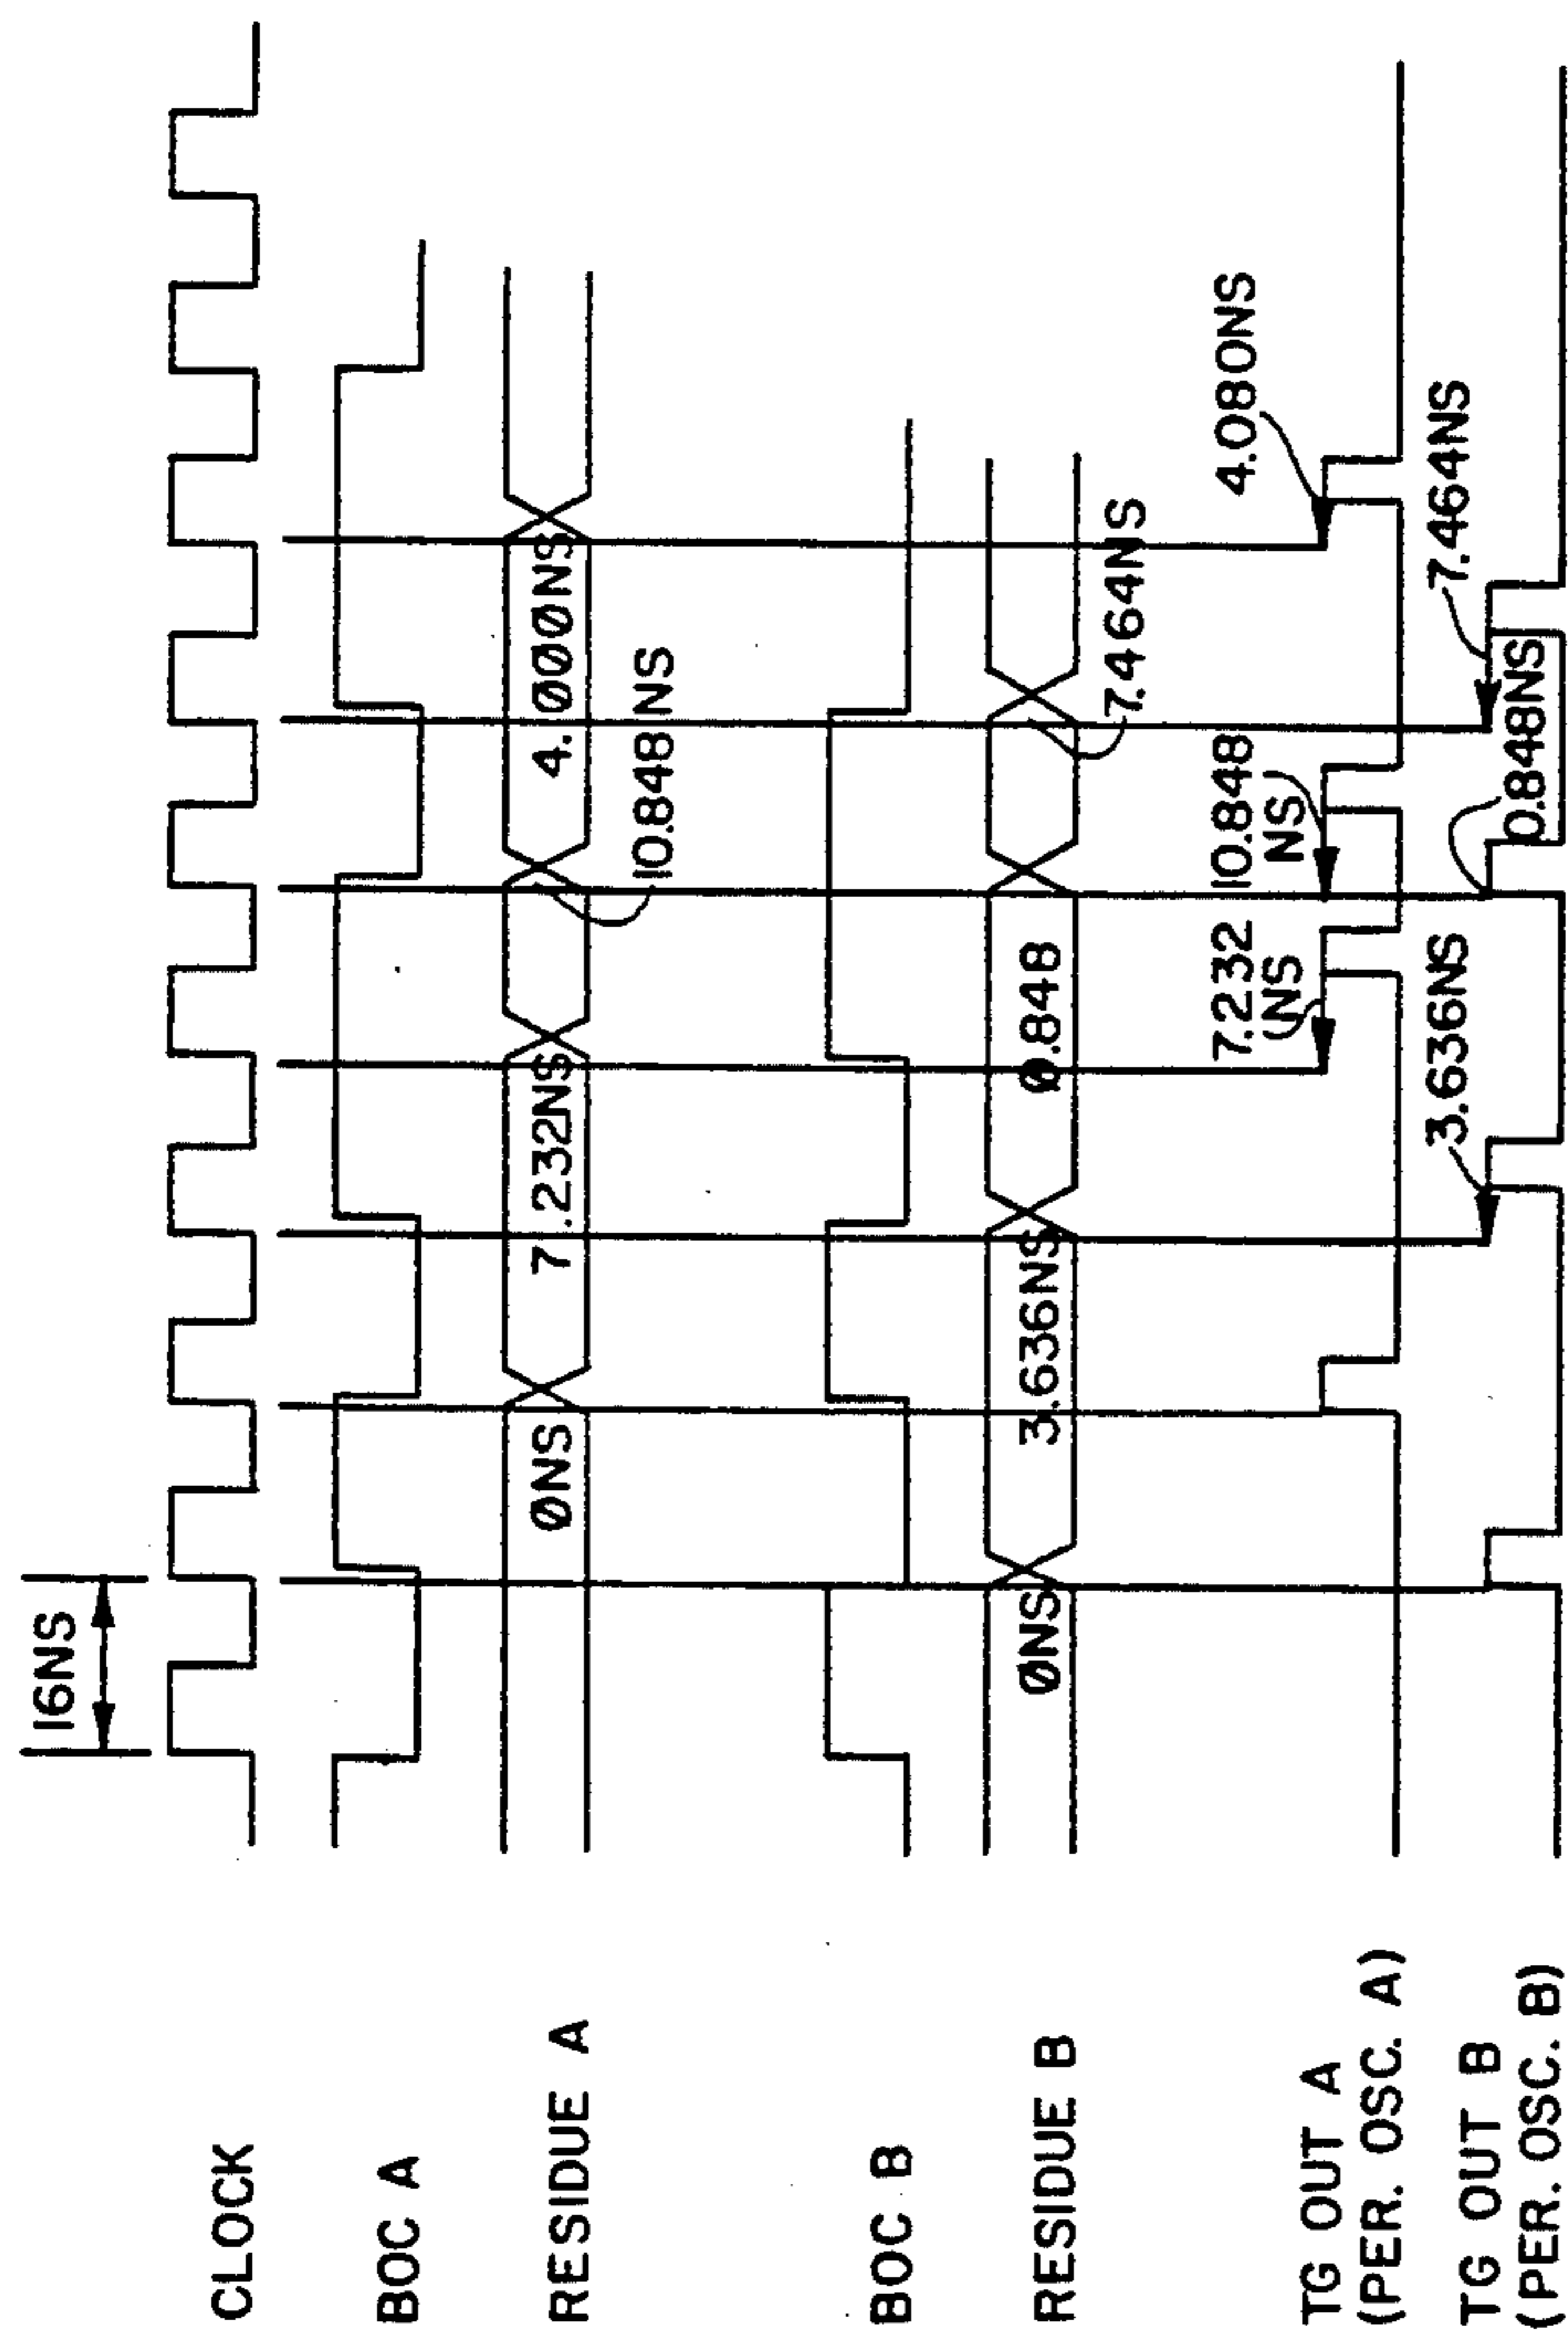 16NS
CLOCK
BOC A
RESIDUE A
ØNS
7.232NS
4.ØØØNS
10.848 NS
BOC B
RESIDUE B
ØNS
3.636NS
Ø.848
7.464NS
TG OUT A
(PER. OSC. A)
7.232
NS
10.848
NS
4.080NS
TG OUT B
(PER. OSC. B)
3.636NS
0.848NS
7.464NS